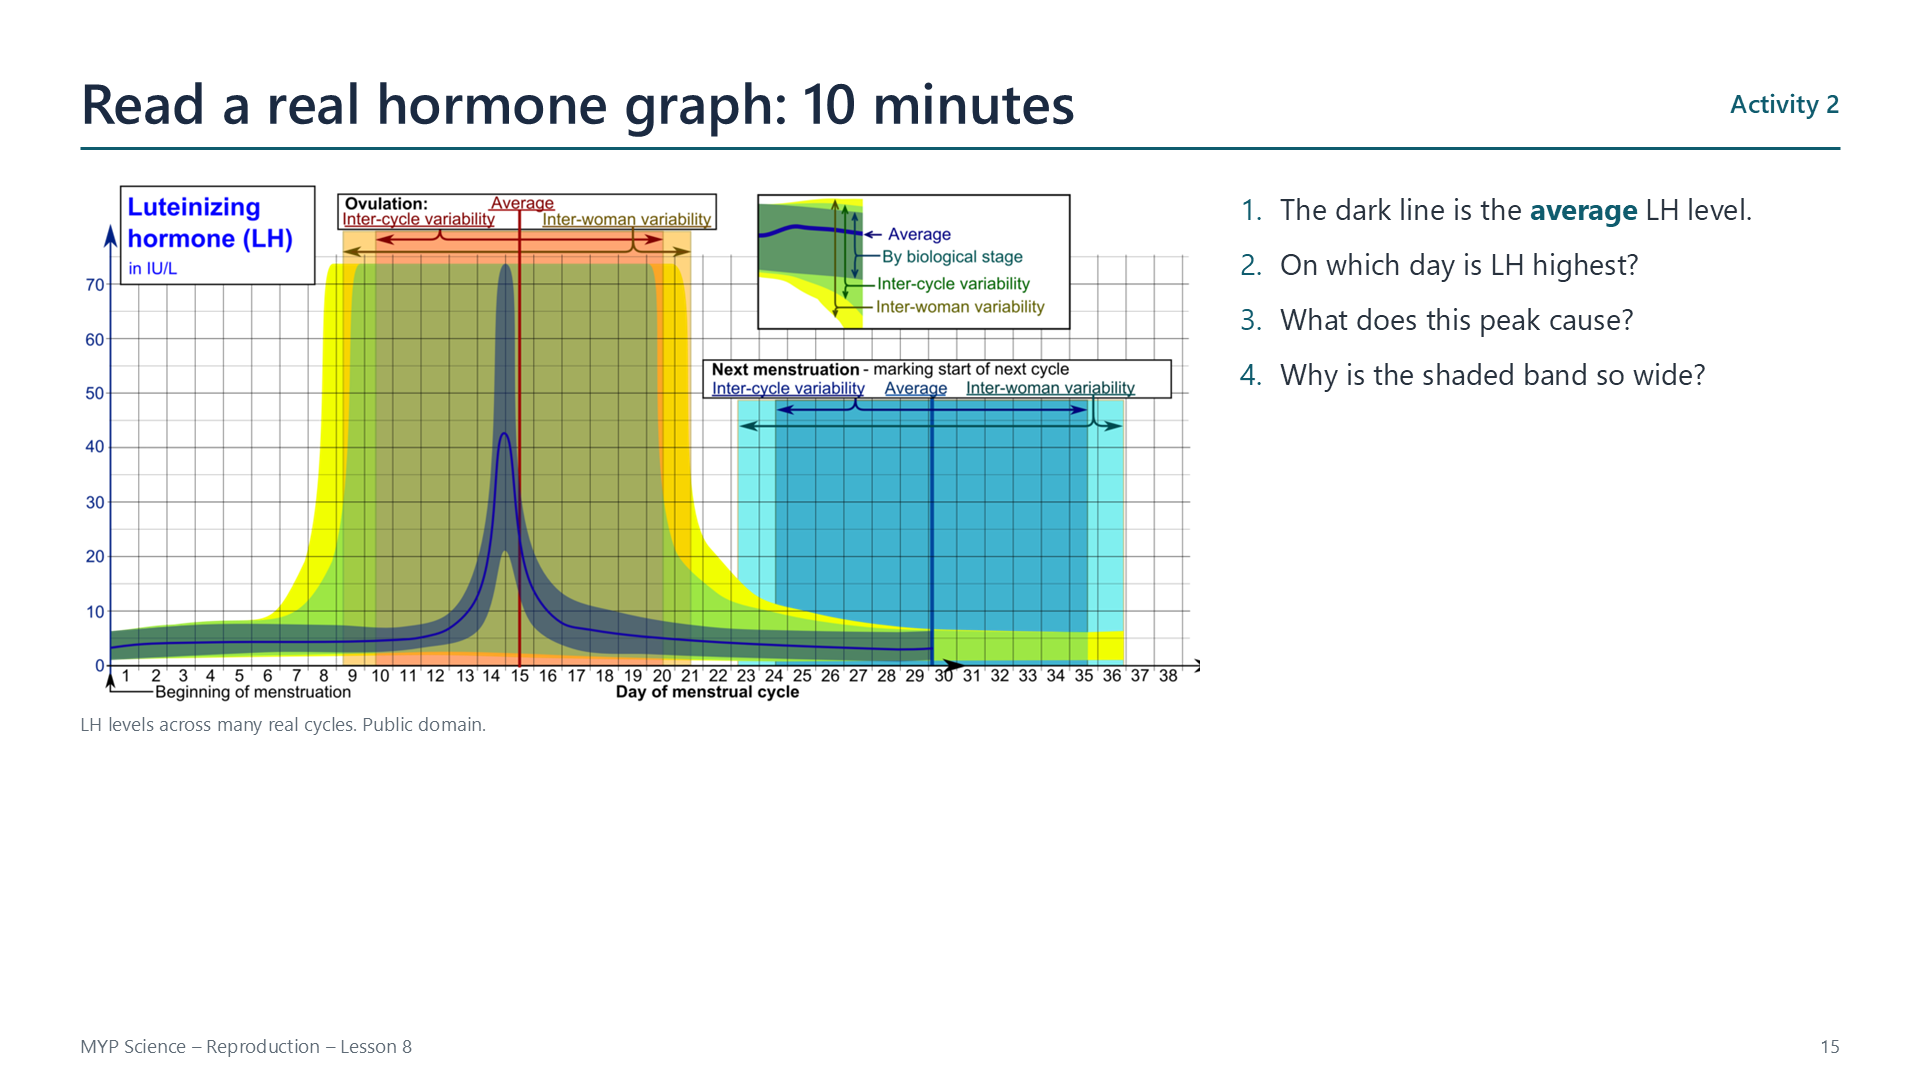 Read a real hormone graph: 10 minutes
Activity 2
Luteinizing
hormone (LH)
in IU/L
Ovulation:
Average
Inter-cycle variability
Inter-woman variability
Average
By biological stage
Inter-cycle variability
Inter-woman variability
Next menstruation - marking start of next cycle
Inter-cycle variability Average Inter-woman variability
70
60
50
40
30
20
10
0
1 2 3 4 5 6 7 8 9 10 11 12 13 14 15 16 17 18 19 20 21 22 23 24 25 26 27 28 29 30 31 32 33 34 35 36 37 38
Beginning of menstruation
Day of menstrual cycle
LH levels across many real cycles. Public domain.
1. The dark line is the average LH level.
2. On which day is LH highest?
3. What does this peak cause?
4. Why is the shaded band so wide?
MYP Science – Reproduction – Lesson 8
15